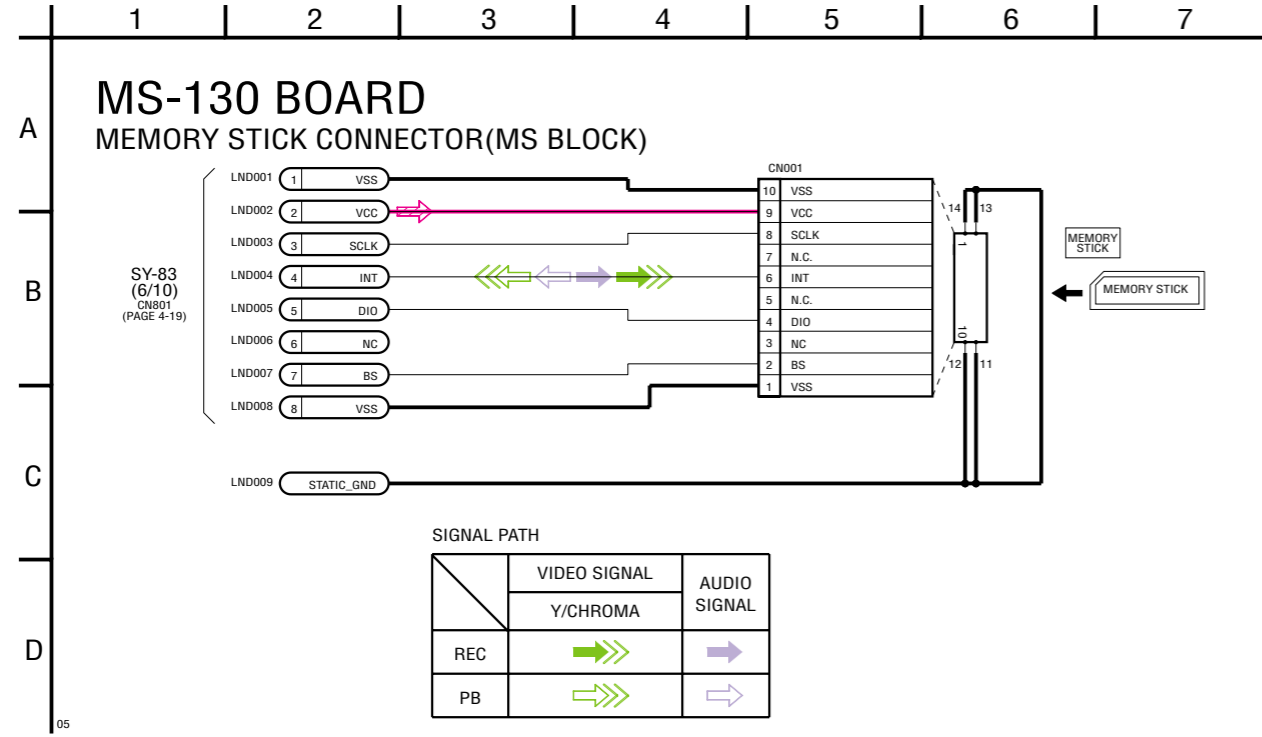 1 2 3 4 5 6 7
A
B
C
D
MS-130 BOARD
MEMORY STICK CONNECTOR(MS BLOCK)
SY-83
(6/10)
CN801
(PAGE 4-19)
LND001 1 VSS
LND002 2 VCC
LND003 3 SCLK
LND004 4 INT
LND005 5 DIO
LND006 6 NC
LND007 7 BS
LND008 8 VSS
LND009 STATIC_GND
CN001
10 VSS
9 VCC
8 SCLK
7 N.C.
6 INT
5 N.C.
4 DIO
3 NC
2 BS
1 VSS
14 13
1
10
12 11
MEMORY
STICK
MEMORY STICK
SIGNAL PATH
VIDEO SIGNAL
Y/CHROMA
AUDIO
SIGNAL
REC
PB
05